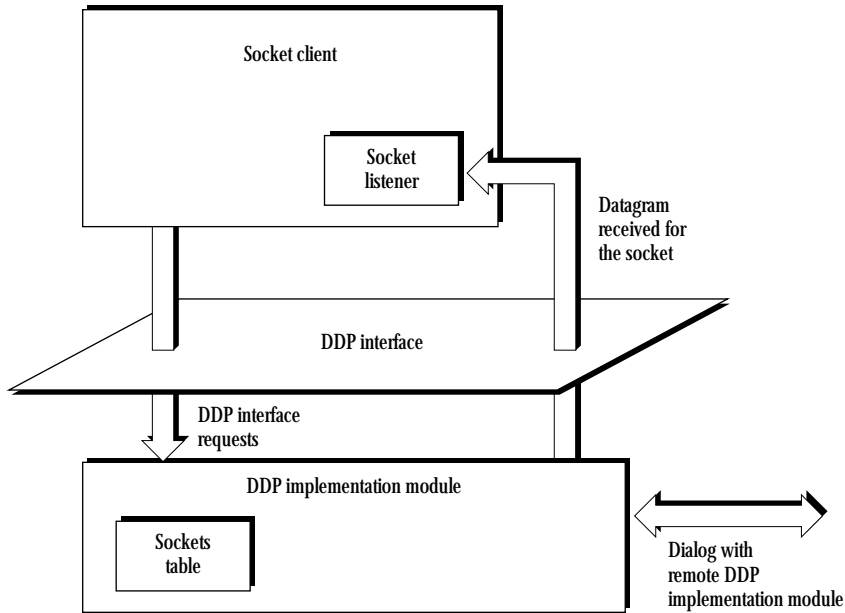 Socket client
Socket
listener
Datagram
received for
the socket
DDP interface
DDP interface
requests
DDP implementation module
Sockets
table
Dialog with
remote DDP
implementation module